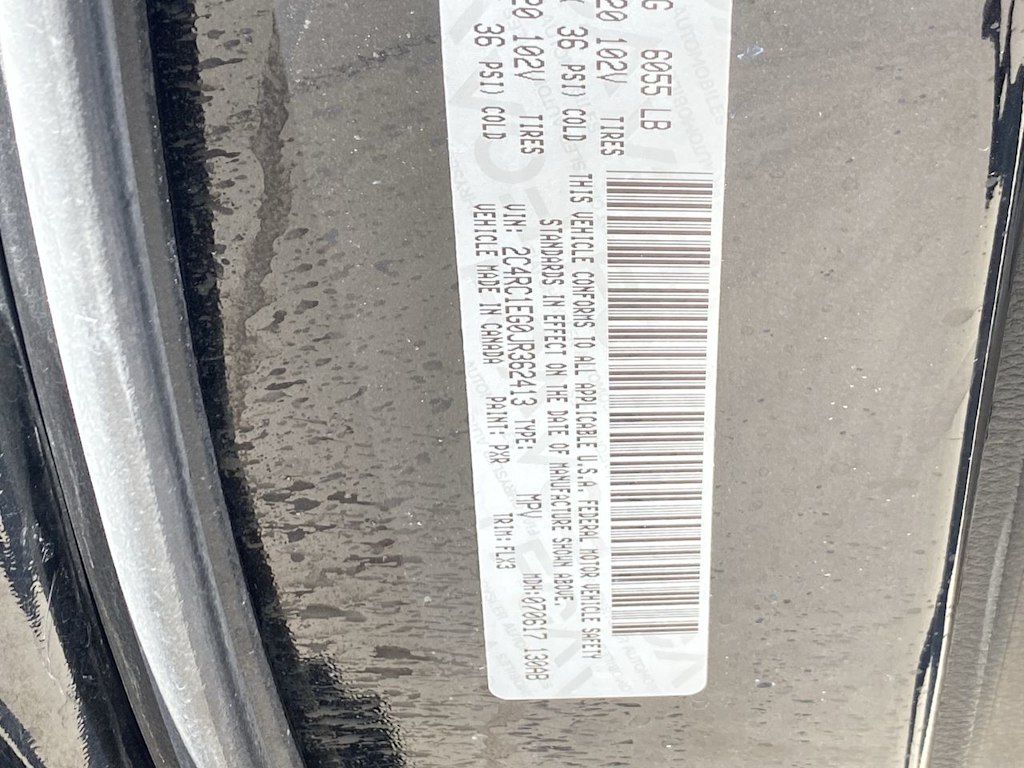 G 6055 LB
20 102V TIRES
36 PSI) COLD
20 102V TIRES
36 PSI) COLD
THIS VEHICLE CONFORMS TO ALL APPLICABLE U.S.A. FEDERAL MOTOR VEHICLE SAFETY
STANDARDS IN EFFECT ON THE DATE OF MANUFACTURE SHOWN ABOVE.
VIN: 2C4RC1EG0JR362413 TYPE: MPV MDH:070617 190AB
VEHICLE MADE IN CANADA PAINT: PXR TRIM:FLX3